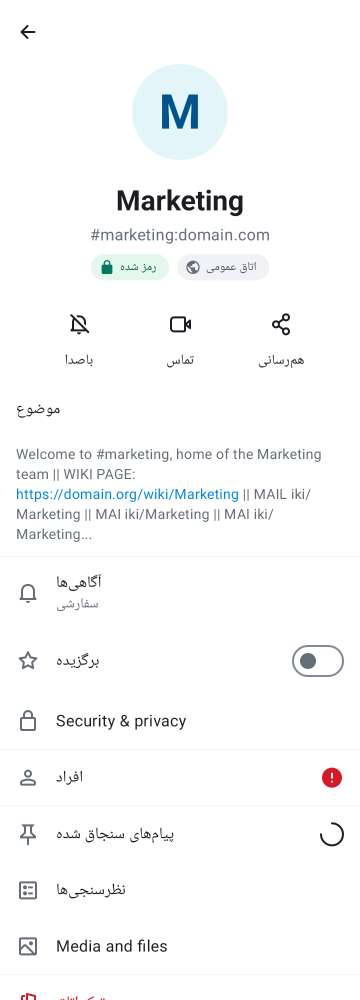 M
Marketing
#marketing:domain.com
رمز شده
اتاق عمومی
باصدا
تماس
هم‌رسانی
موضوع
Welcome to #marketing, home of the Marketing
team || WIKI PAGE:
https://domain.org/wiki/Marketing || MAIL iki/
Marketing || MAI iki/Marketing || MAI iki/
Marketing...
آگاهی‌ها
سفارشی
برگزیده
Security & privacy
افراد
پیام‌های سنجاق شده
نظرسنجی‌ها
Media and files